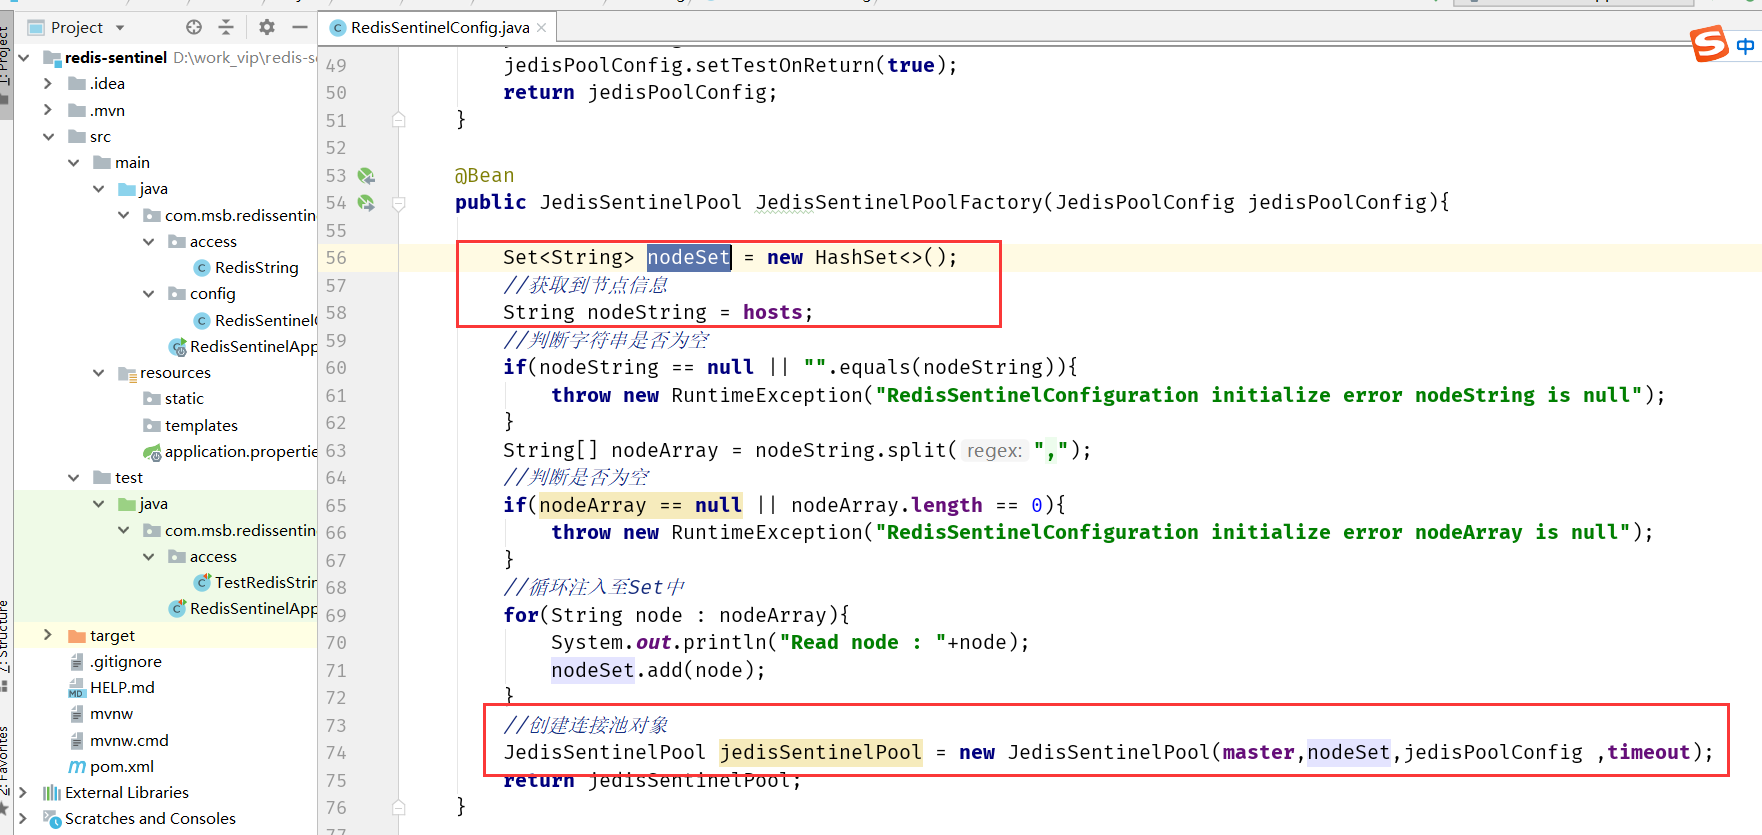 Project
RedisSentinelConfig.java
中
1: Project
redis-sentinel D:\work_vip\redis-s
.idea
.mvn
src
main
java
com.msb.redissentin
access
RedisString
config
RedisSentinel
RedisSentinelApp
resources
static
templates
application.propertie
test
java
com.msb.redissentin
access
TestRedisStrin
RedisSentinelApp
target
.gitignore
HELP.md
mvnw
mvnw.cmd
pom.xml
External Libraries
Scratches and Consoles
Z: Structure
2: Favorites
49 jedisPoolConfig.setTestOnReturn(true);
50 return jedisPoolConfig;
51 }
52
53 @Bean
54 public JedisSentinelPool JedisSentinelPoolFactory(JedisPoolConfig jedisPoolConfig){
55
56 Set<String> nodeSet = new HashSet<>();
57 //获取到节点信息
58 String nodeString = hosts;
59 //判断字符串是否为空
60 if(nodeString == null || "".equals(nodeString)){
61 throw new RuntimeException("RedisSentinelConfiguration initialize error nodeString is null");
62 }
63 String[] nodeArray = nodeString.split( regex: ",");
64 //判断是否为空
65 if(nodeArray == null || nodeArray.length == 0){
66 throw new RuntimeException("RedisSentinelConfiguration initialize error nodeArray is null");
67 }
68 //循环注入至Set中
69 for(String node : nodeArray){
70 System.out.println("Read node : "+node);
71 nodeSet.add(node);
72 }
73 //创建连接池对象
74 JedisSentinelPool jedisSentinelPool = new JedisSentinelPool(master,nodeSet,jedisPoolConfig ,timeout);
75 return jedisSentinelPool;
76 }
77